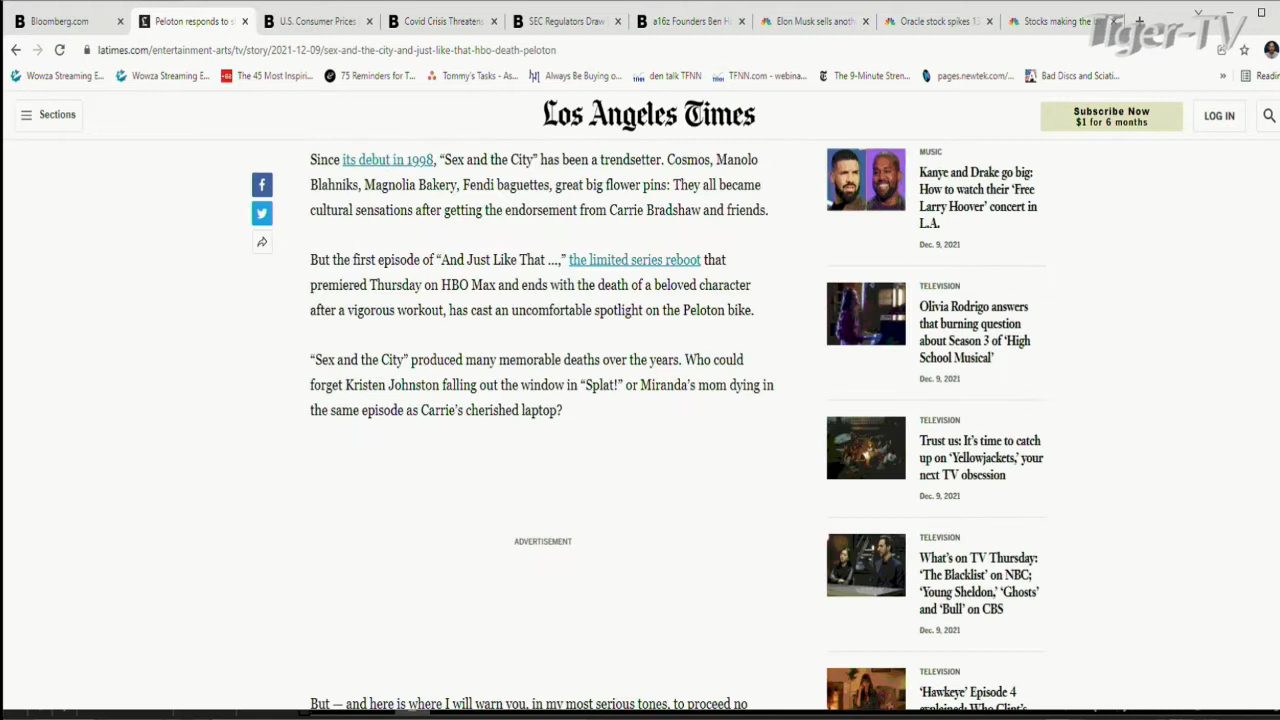 Bloomberg.com
Peloton responds to
U.S. Consumer Prices
Covid Crisis Threatens
SEC Regulators Draw
a16z Founders Ben H
Elon Musk sells anoth
Oracle stock spikes 1
Stocks making the
Tiger-TV
latimes.com/entertainment-arts/tv/story/2021-12-09/sex-and-the-city-and-just-like-that-hbo-death-peloton
Wowza Streaming E...
Wowza Streaming E...
The 45 Most Inspiri...
75 Reminders for T...
Tommy's Tasks - As...
Always Be Buying o...
den talk TFNN
TFNN.com - webina...
The 9-Minute Stren...
pages.newtek.com/...
Bad Discs and Sciati...
»
Readin
Sections
Los Angeles Times
Subscribe Now
$1 for 6 months
LOG IN
Since its debut in 1998, “Sex and the City” has been a trendsetter. Cosmos, Manolo
Blahniks, Magnolia Bakery, Fendi baguettes, great big flower pins: They all became
cultural sensations after getting the endorsement from Carrie Bradshaw and friends.
But the first episode of “And Just Like That …,” the limited series reboot that
premiered Thursday on HBO Max and ends with the death of a beloved character
after a vigorous workout, has cast an uncomfortable spotlight on the Peloton bike.
“Sex and the City” produced many memorable deaths over the years. Who could
forget Kristen Johnston falling out the window in “Splat!” or Miranda’s mom dying in
the same episode as Carrie’s cherished laptop?
ADVERTISEMENT
But — and here is where I will warn you, in my most serious tones, to proceed no
MUSIC
Kanye and Drake go big:
How to watch their ‘Free
Larry Hoover’ concert in
L.A.
Dec. 9, 2021
TELEVISION
Olivia Rodrigo answers
that burning question
about Season 3 of ‘High
School Musical’
Dec. 9, 2021
TELEVISION
Trust us: It’s time to catch
up on ‘Yellowjackets,’ your
next TV obsession
Dec. 9, 2021
TELEVISION
What’s on TV Thursday:
‘The Blacklist’ on NBC;
‘Young Sheldon,’ ‘Ghosts’
and ‘Bull’ on CBS
Dec. 9, 2021
TELEVISION
‘Hawkeye’ Episode 4
explained: Who Clint’s